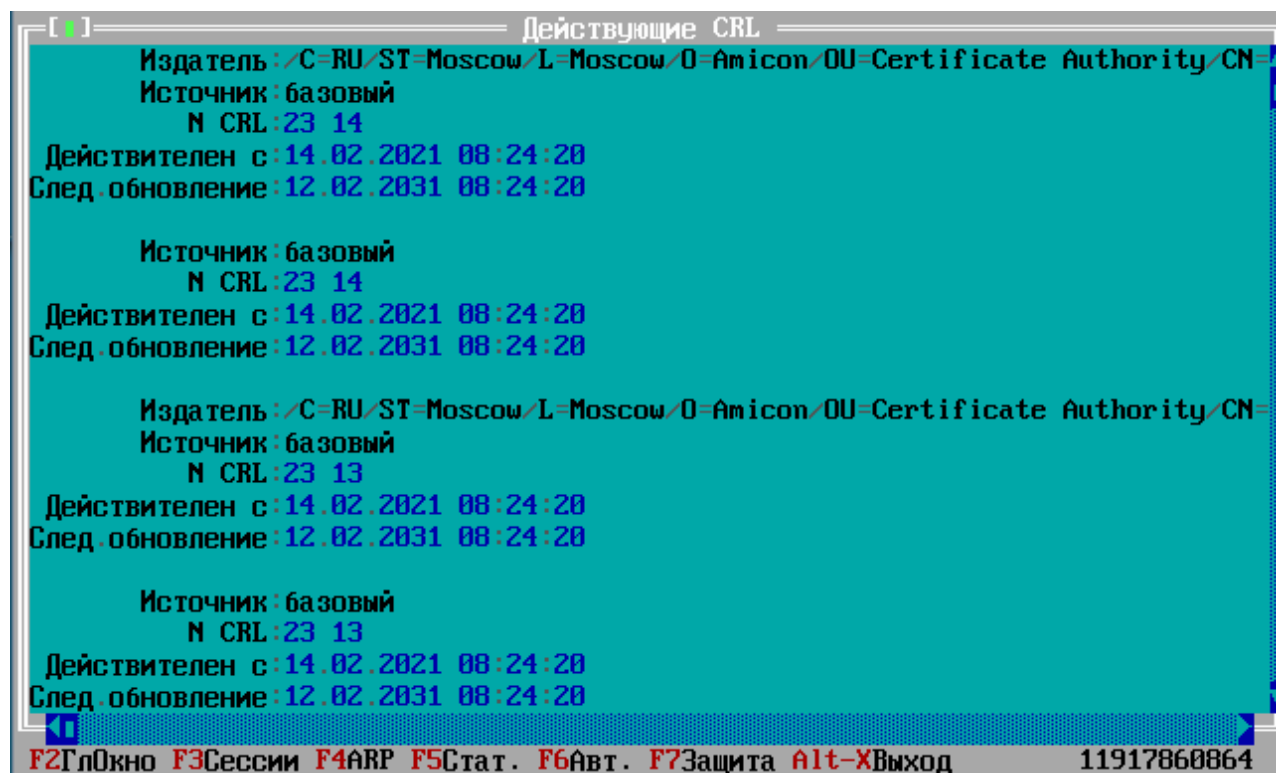 [ ] Действующие CRL
Издатель:/C=RU/ST=Moscow/L=Moscow/O=Amicon/OU=Certificate Authority/CN=
Источник:базовый
N CRL:23 14
Действителен с:14.02.2021 08:24:20
След.обновление:12.02.2031 08:24:20
Источник:базовый
N CRL:23 14
Действителен с:14.02.2021 08:24:20
След.обновление:12.02.2031 08:24:20
Издатель:/C=RU/ST=Moscow/L=Moscow/O=Amicon/OU=Certificate Authority/CN=
Источник:базовый
N CRL:23 13
Действителен с:14.02.2021 08:24:20
След.обновление:12.02.2031 08:24:20
Источник:базовый
N CRL:23 13
Действителен с:14.02.2021 08:24:20
След.обновление:12.02.2031 08:24:20
F2ГлОкно F3Сессии F4ARP F5Стат. F6Авт. F7Защита Alt-XВыход 11917860864